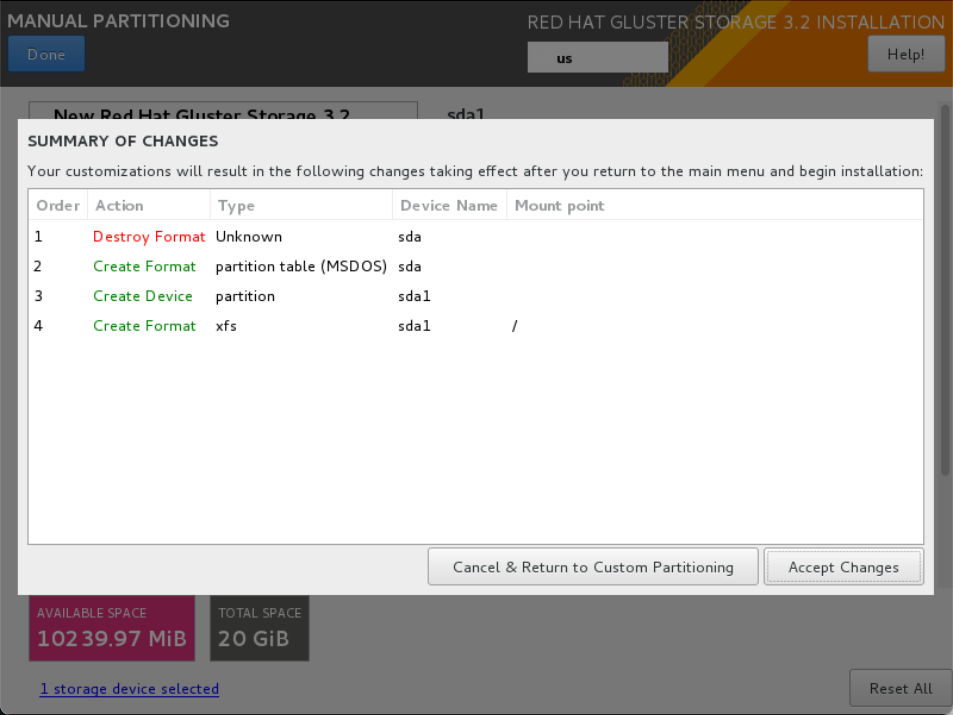 MANUAL PARTITIONING
RED HAT GLUSTER STORAGE 3.2 INSTALLATION
Done
us
Help!
New Red Hat Gluster Storage 3.2
sda1
SUMMARY OF CHANGES
Your customizations will result in the following changes taking effect after you return to the main menu and begin installation:
Order Action Type Device Name Mount point
1 Destroy Format Unknown sda
2 Create Format partition table (MSDOS) sda
3 Create Device partition sda1
4 Create Format xfs sda1 /
Cancel & Return to Custom Partitioning
Accept Changes
AVAILABLE SPACE
10239.97 MiB
TOTAL SPACE
20 GiB
1 storage device selected
Reset All